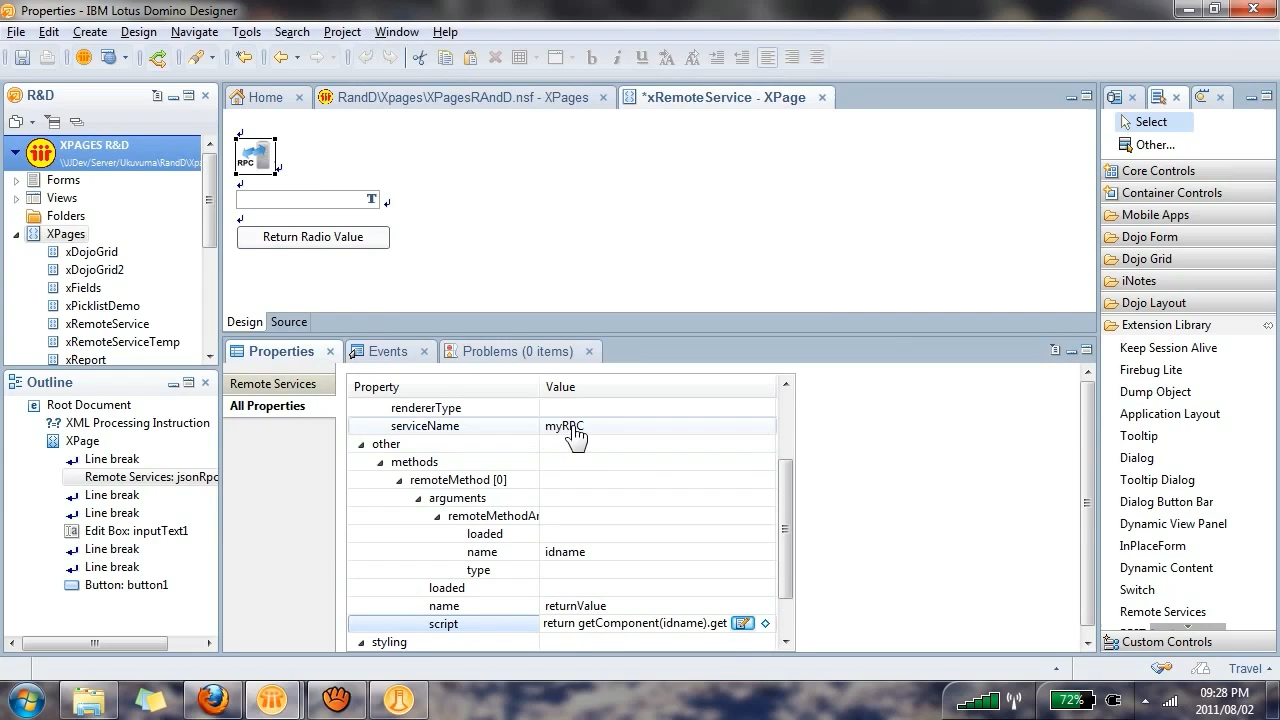 Properties - IBM Lotus Domino Designer
File Edit Create Design Navigate Tools Search Project Window Help
R&D
XPAGES R&D
\\JJDev/Server/Ukuvuma\RandD\Xpa
Forms
Views
Folders
XPages
xDojoGrid
xDojoGrid2
xFields
xPicklistDemo
xRemoteService
xRemoteServiceTemp
xReport
Outline
Root Document
XML Processing Instruction
XPage
Line break
Remote Services: jsonRpc
Line break
Line break
Edit Box: inputText1
Line break
Line break
Button: button1
Home
RandD\Xpages\XPagesRAndD.nsf - XPages
*xRemoteService - XPage
RPC
T
Return Radio Value
Design Source
Properties Events Problems (0 items)
Remote Services
All Properties
Property Value
rendererType
serviceName myRPC
other
methods
remoteMethod [0]
arguments
remoteMethodAr
loaded
name idname
type
loaded
name returnValue
script return getComponent(idname).get
styling
Select
Other...
Core Controls
Container Controls
Mobile Apps
Dojo Form
Dojo Grid
iNotes
Dojo Layout
Extension Library
Keep Session Alive
Firebug Lite
Dump Object
Application Layout
Tooltip
Dialog
Tooltip Dialog
Dialog Button Bar
Dynamic View Panel
InPlaceForm
Dynamic Content
Switch
Remote Services
Custom Controls
Travel
72%
09:28 PM
2011/08/02